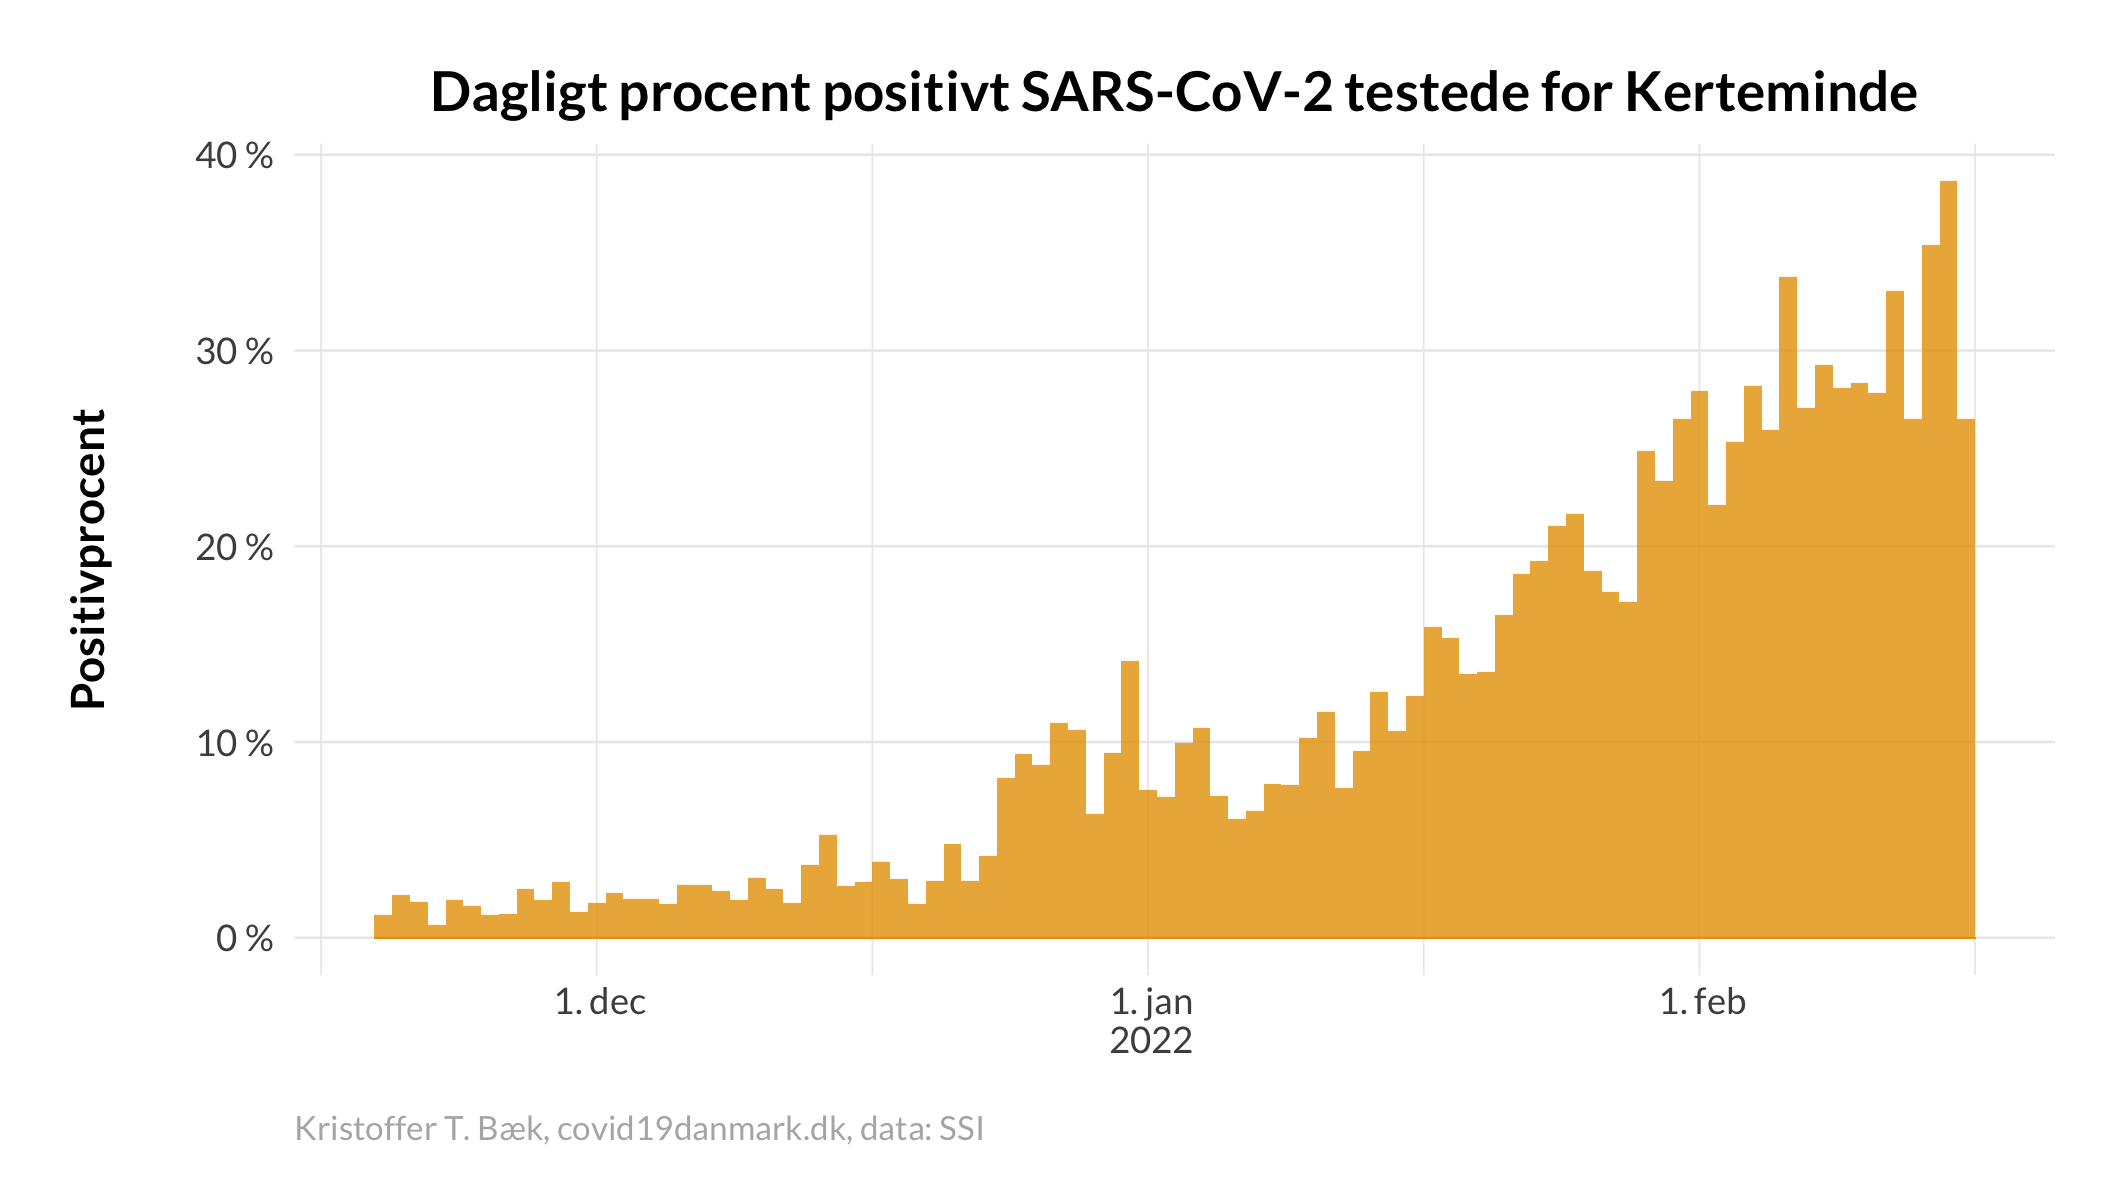 Dagligt procent positivt SARS-CoV-2 testede for Kerteminde
Positivprocent
40 %
30 %
20 %
10 %
0 %
1. dec
1. jan
2022
1. feb
Kristoffer T. Bæk, covid19danmark.dk, data: SSI